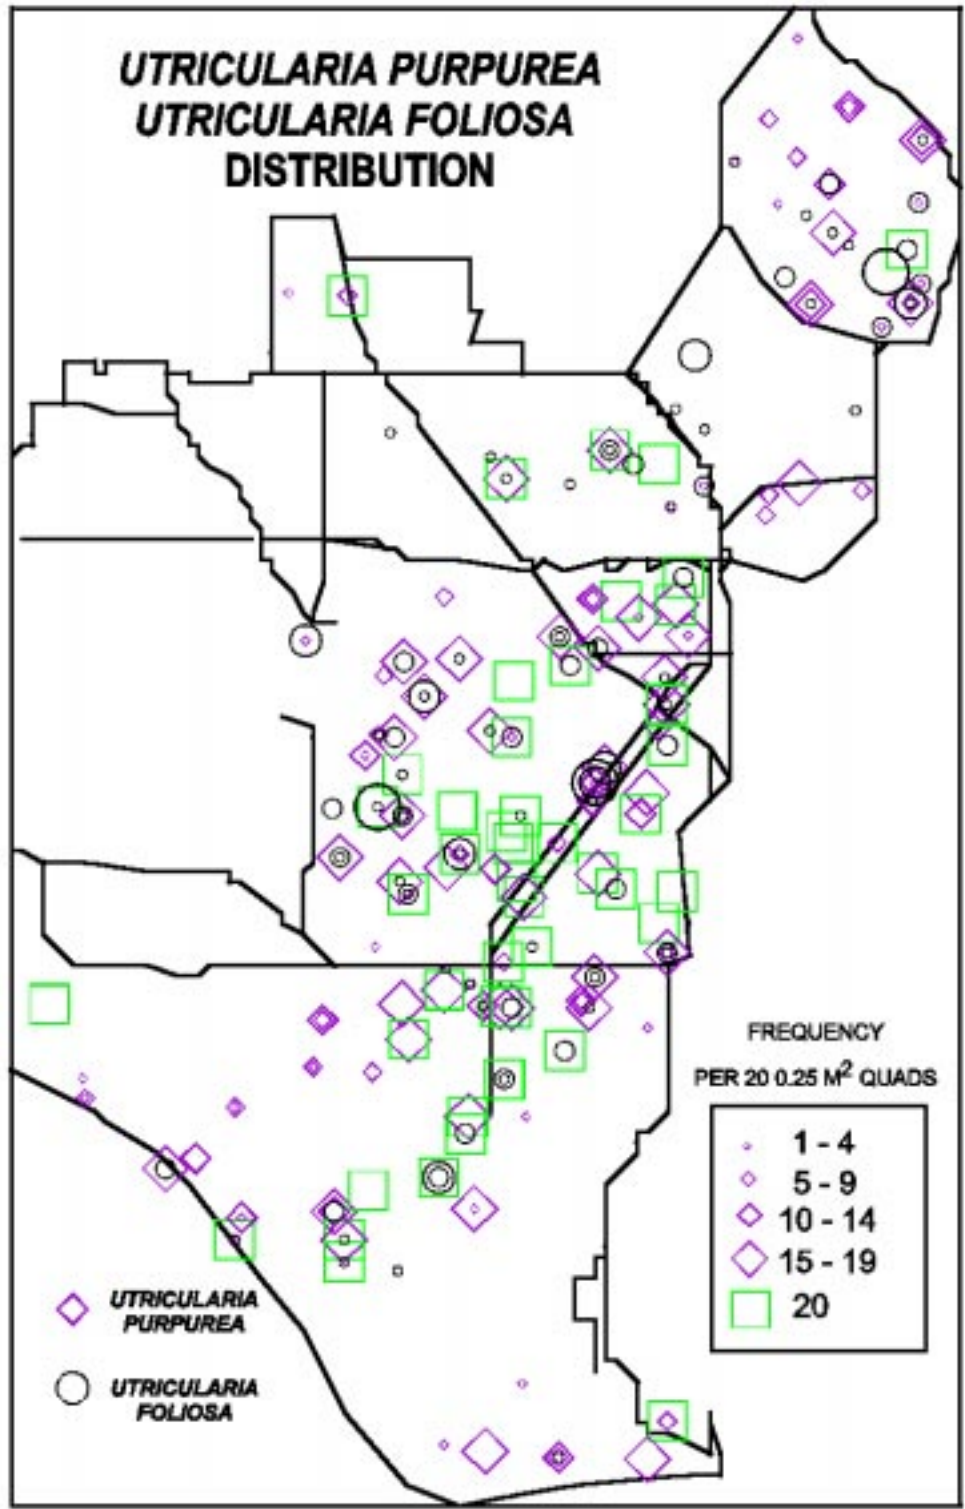 UTRICULARIA PURPUREA
UTRICULARIA FOLIOSA
DISTRIBUTION
FREQUENCY
PER 20 0.25 M² QUADS
1 - 4
5 - 9
10 - 14
15 - 19
20
UTRICULARIA
PURPUREA
UTRICULARIA
FOLIOSA